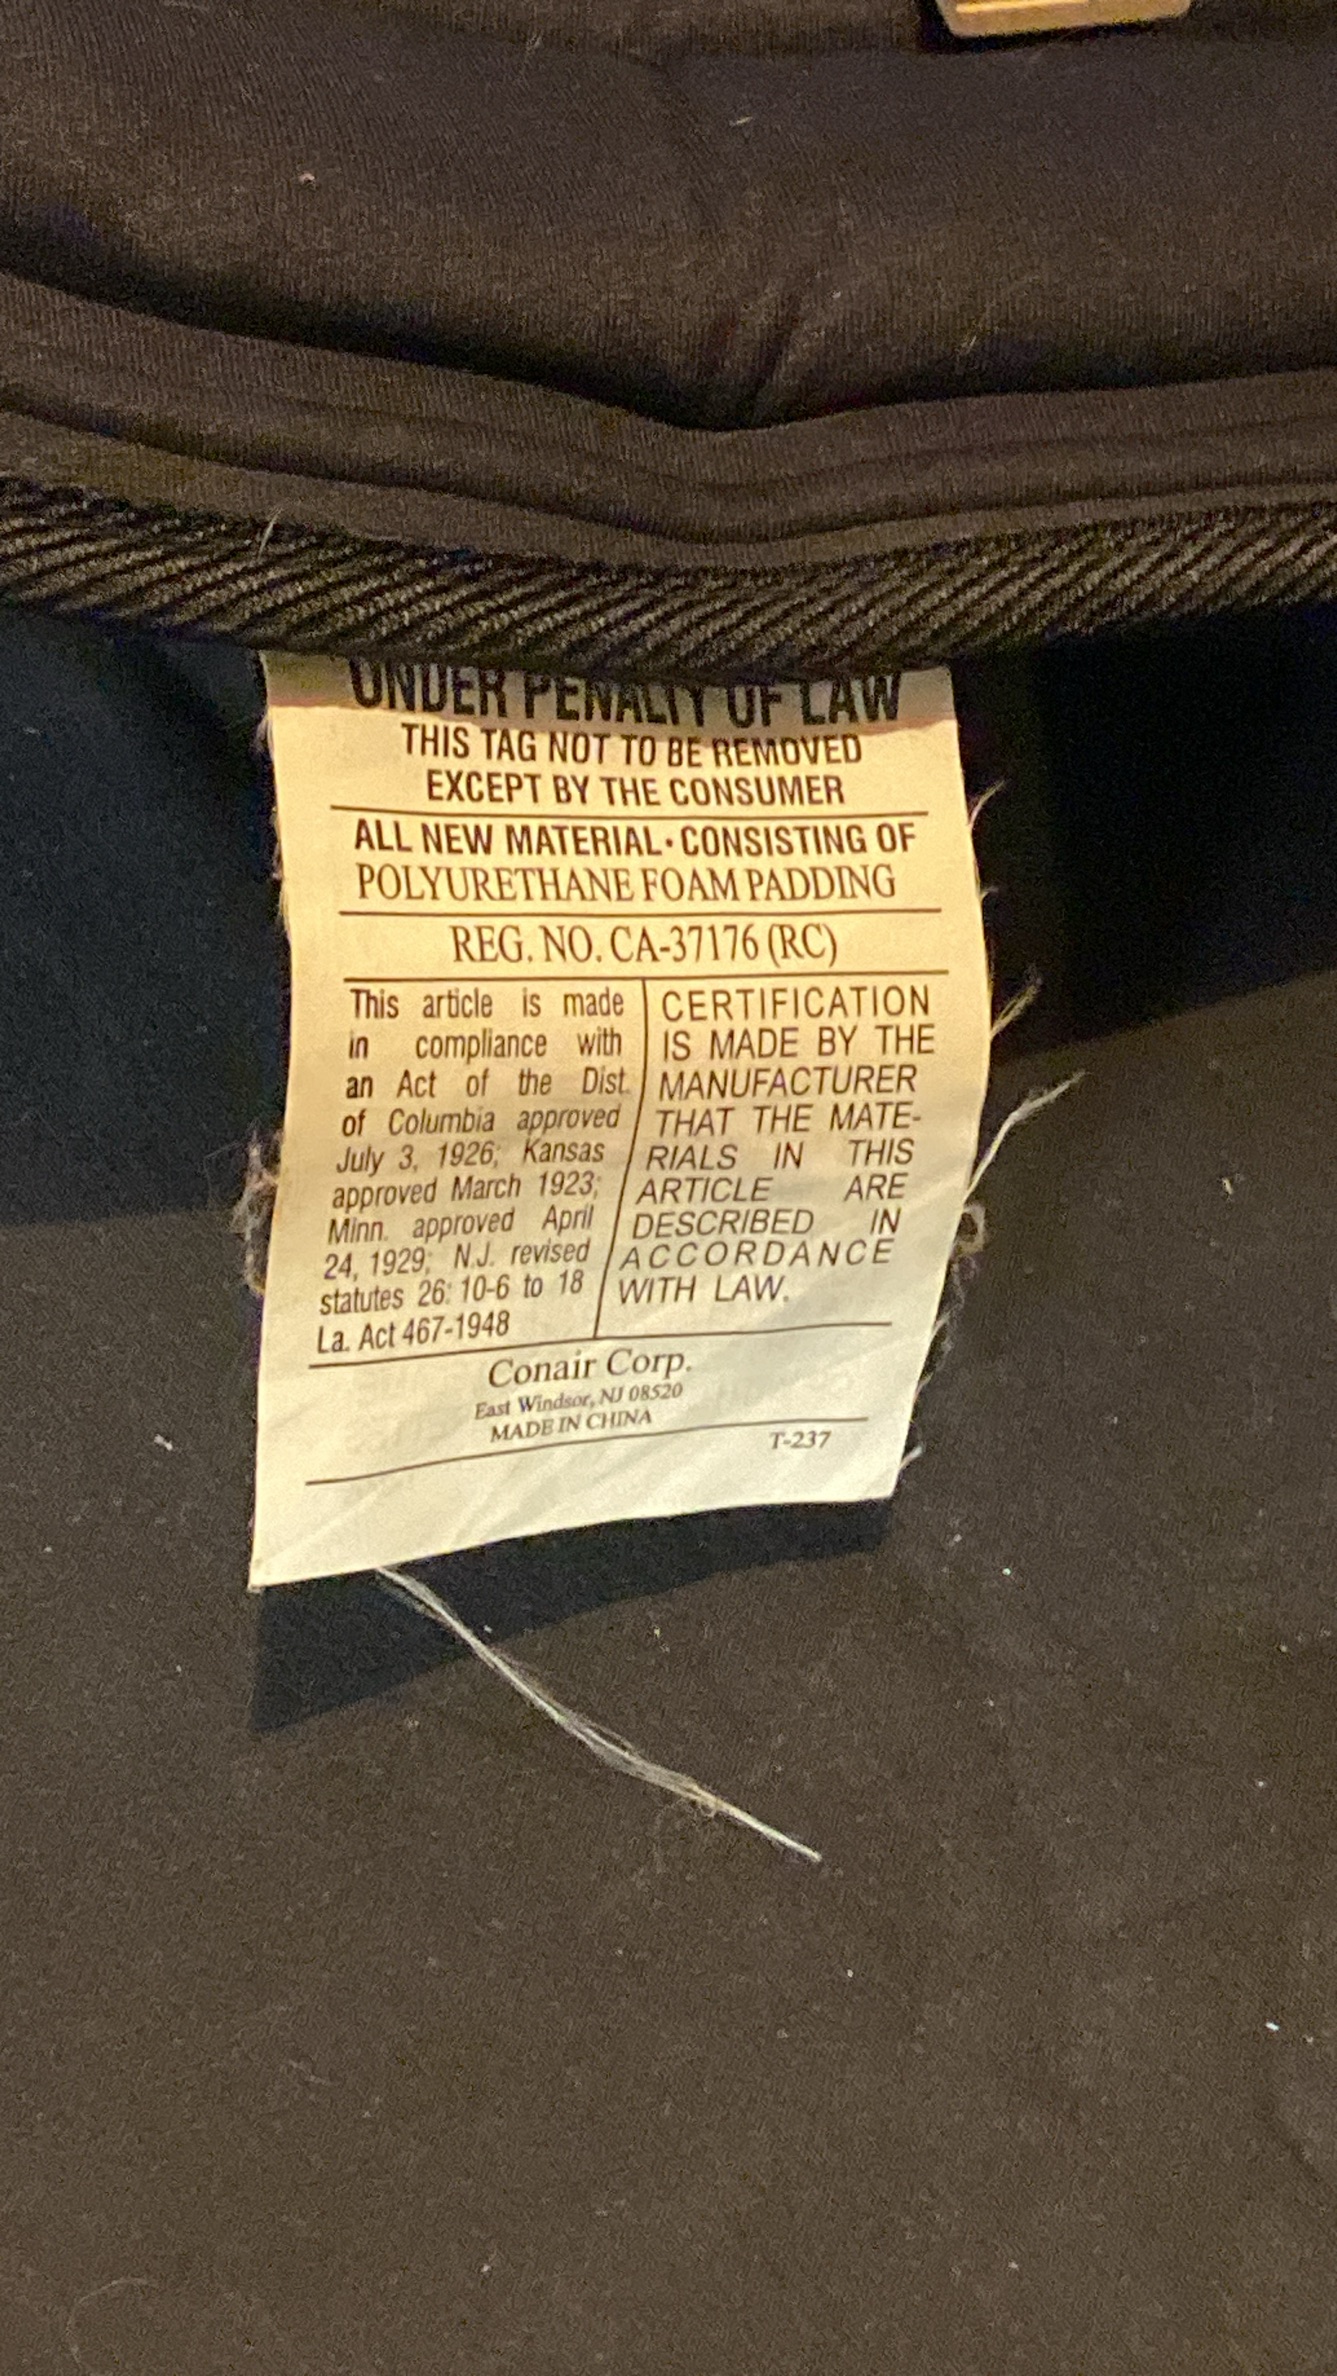 UNDER PENALTY OF LAW
THIS TAG NOT TO BE REMOVED
EXCEPT BY THE CONSUMER
ALL NEW MATERIAL·CONSISTING OF
POLYURETHANE FOAM PADDING
REG. NO. CA-37176 (RC)
This article is made
in compliance with
an Act of the Dist.
of Columbia approved
July 3, 1926; Kansas
approved March 1923;
Minn. approved April
24, 1929; N.J. revised
statutes 26: 10-6 to 18
La. Act 467-1948
CERTIFICATION
IS MADE BY THE
MANUFACTURER
THAT THE MATE-
RIALS IN THIS
ARTICLE ARE
DESCRIBED IN
ACCORDANCE
WITH LAW.
Conair Corp.
East Windsor, NJ 08520
MADE IN CHINA
T-237